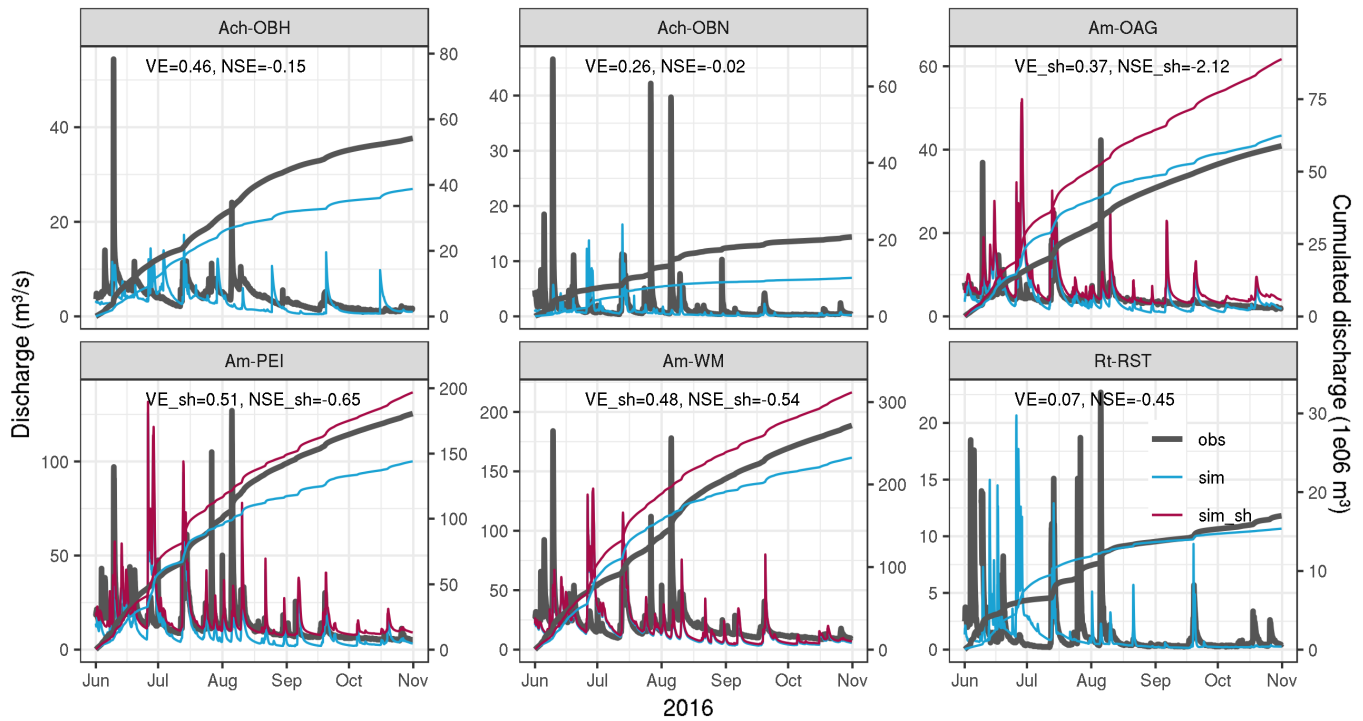 Ach-OBH
Ach-OBN
Am-OAG
VE=0.46, NSE=-0.15
VE=0.26, NSE=-0.02
VE_sh=0.37, NSE_sh=-2.12
0
20
40
0
20
40
60
80
0
10
20
30
40
0
20
40
60
0
20
40
60
0
25
50
75
Discharge (m³/s)
Cumulated discharge (1e06 m³)
Am-PEI
Am-WM
Rt-RST
VE_sh=0.51, NSE_sh=-0.65
VE_sh=0.48, NSE_sh=-0.54
VE=0.07, NSE=-0.45
0
50
100
0
50
100
150
200
0
50
100
150
200
0
100
200
300
0
5
10
15
20
0
10
20
30
obs
sim
sim_sh
Jun Jul Aug Sep Oct Nov
Jun Jul Aug Sep Oct Nov
Jun Jul Aug Sep Oct Nov
2016